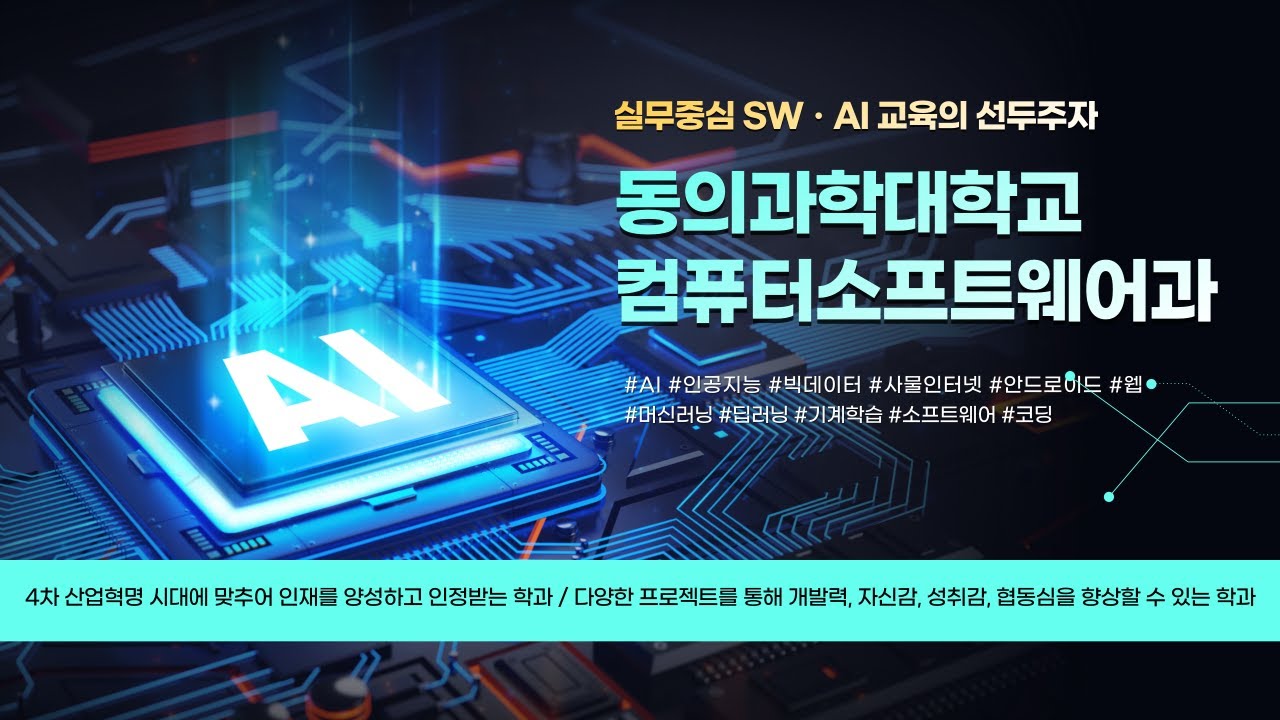 실무중심 SW · AI 교육의 선두주자
동의과학대학교
컴퓨터소프트웨어과
#AI #인공지능 #빅데이터 #사물인터넷 #안드로이드 #웹
#머신러닝 #딥러닝 #기계학습 #소프트웨어 #코딩
AI
4차 산업혁명 시대에 맞추어 인재를 양성하고 인정받는 학과 / 다양한 프로젝트를 통해 개발력, 자신감, 성취감, 협동심을 향상할 수 있는 학과